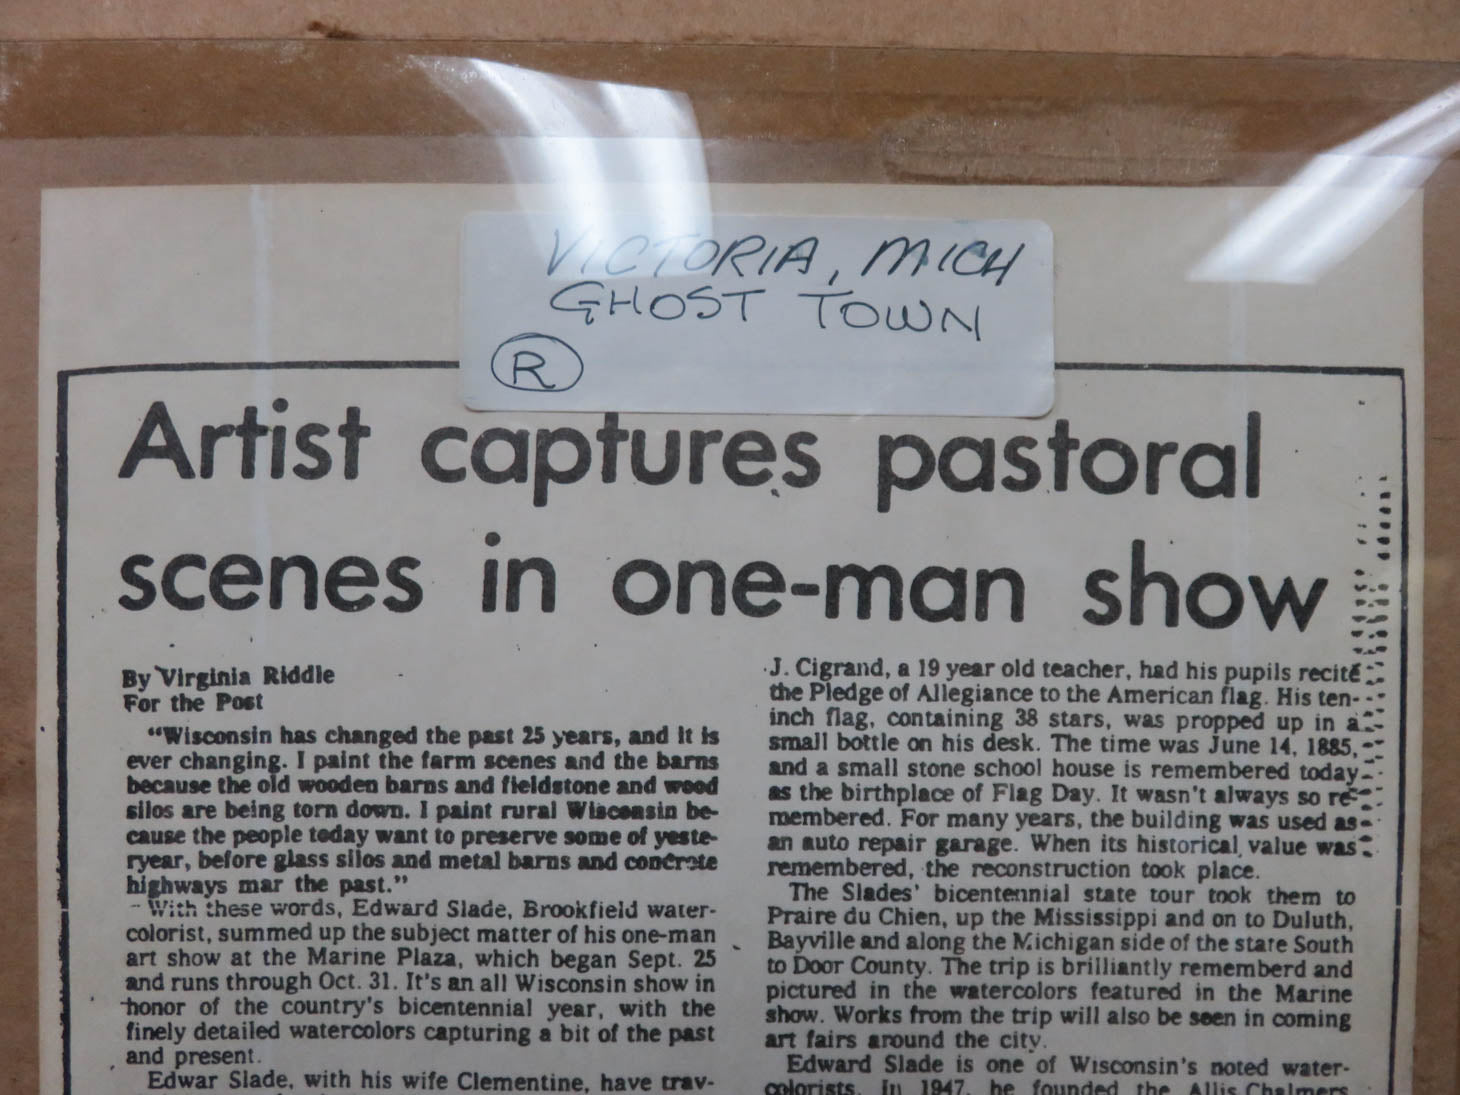 VICTORIA, MICH
GHOST TOWN
R
Artist captures pastoral
scenes in one-man show
By Virginia Riddle
For the Post
"Wisconsin has changed the past 25 years, and it is
ever changing. I paint the farm scenes and the barns
because the old wooden barns and fieldstone and wood
silos are being torn down. I paint rural Wisconsin be-
cause the people today want to preserve some of yeste-
ryear, before glass silos and metal barns and concrete
highways mar the past."
With these words, Edward Slade, Brookfield water-
colorist, summed up the subject matter of his one-man
art show at the Marine Plaza, which began Sept. 25
and runs through Oct. 31. It's an all Wisconsin show in
honor of the country's bicentennial year, with the
finely detailed watercolors capturing a bit of the past
and present.
Edwar Slade, with his wife Clementine, have trav-
J. Cigrand, a 19 year old teacher, had his pupils recite
the Pledge of Allegiance to the American flag. His ten-
inch flag, containing 38 stars, was propped up in a
small bottle on his desk. The time was June 14, 1885,
and a small stone school house is remembered today
as the birthplace of Flag Day. It wasn't always so re-
membered. For many years, the building was used as
an auto repair garage. When its historical value was
remembered, the reconstruction took place.
The Slades' bicentennial state tour took them to
Praire du Chien, up the Mississippi and on to Duluth,
Bayville and along the Michigan side of the state South
to Door County. The trip is brilliantly rememberd and
pictured in the watercolors featured in the Marine
show. Works from the trip will also be seen in coming
art fairs around the city.
Edward Slade is one of Wisconsin's noted water-
colorists. In 1947, he founded the Allis Chalmers